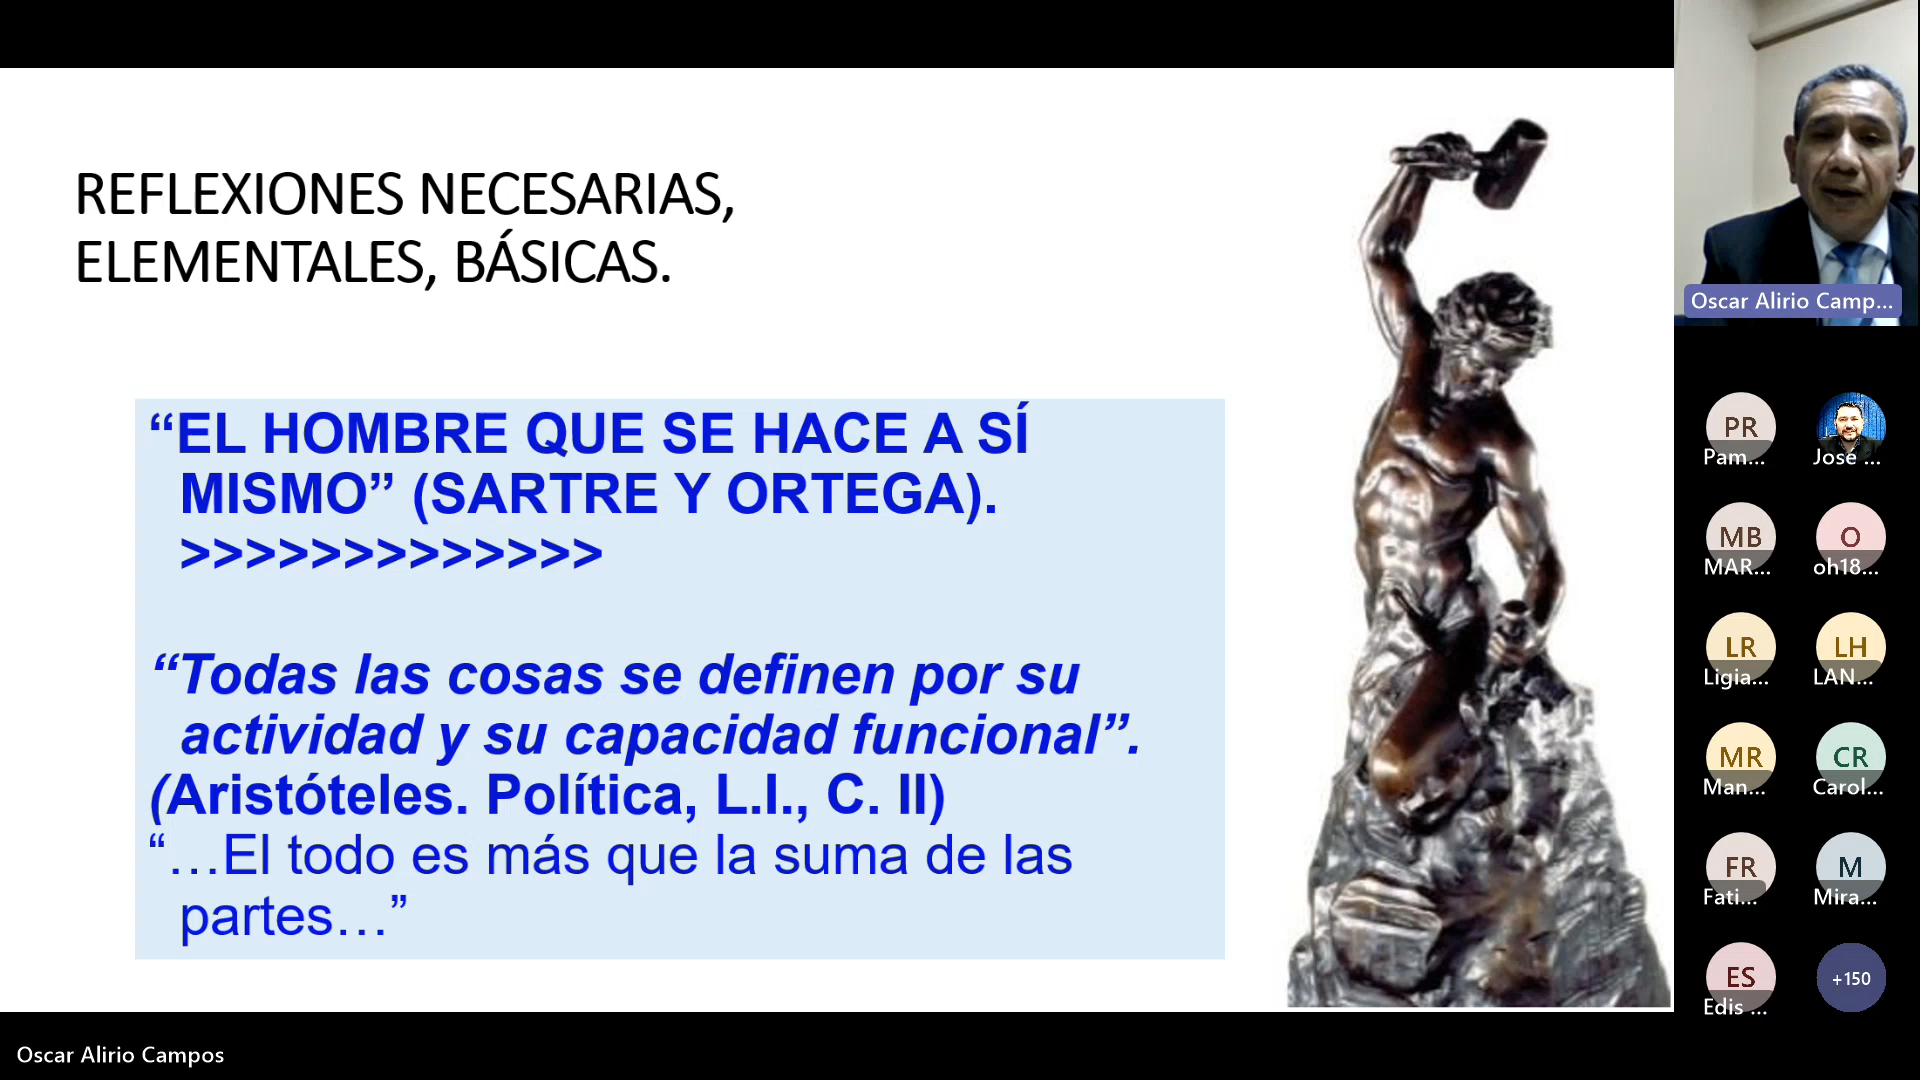 REFLEXIONES NECESARIAS,
ELEMENTALES, BÁSICAS.
“EL HOMBRE QUE SE HACE A SÍ
MISMO” (SARTRE Y ORTEGA).
>>>>>>>>>>>>>
“Todas las cosas se definen por su
actividad y su capacidad funcional”.
(Aristóteles. Política, L.I., C. II)
“…El todo es más que la suma de las
partes…”
Oscar Alirio Camp...
PR
Pam...
José ...
MB
MAR...
O
oh18...
LR
Ligia...
LH
LAN...
MR
Man...
CR
Carol...
FR
Fati...
M
Mira...
ES
Edis ...
+150
Oscar Alirio Campos